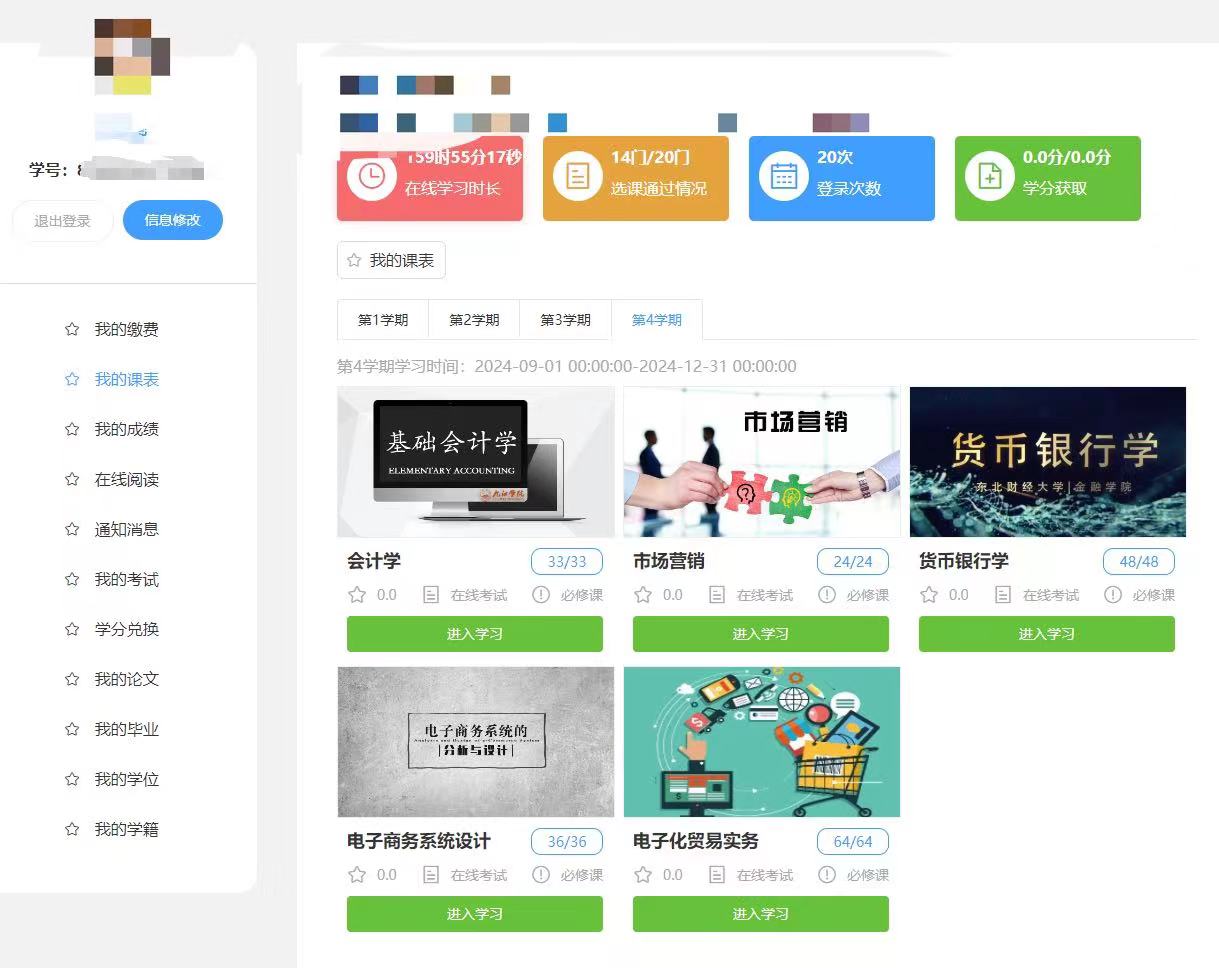 学号：8
退出登录
信息修改
我的缴费
我的课表
我的成绩
在线阅读
通知消息
我的考试
学分兑换
我的论文
我的毕业
我的学位
我的学籍
159时55分17秒
在线学习时长
14门/20门
选课通过情况
20次
登录次数
0.0分/0.0分
学分获取
我的课表
第1学期 第2学期 第3学期 第4学期
第4学期学习时间：2024-09-01 00:00:00-2024-12-31 00:00:00
基础会计学
ELEMENTARY ACCOUNTING
九江学院
市场营销
货币银行学
东北财经大学|金融学院
会计学 33/33
0.0 在线考试 必修课
进入学习
市场营销 24/24
0.0 在线考试 必修课
进入学习
货币银行学 48/48
0.0 在线考试 必修课
进入学习
电子商务系统的
Analysis and Design of e-Commerce System
|分析与设计|
电子商务系统设计 36/36
0.0 在线考试 必修课
进入学习
电子化贸易实务 64/64
0.0 在线考试 必修课
进入学习